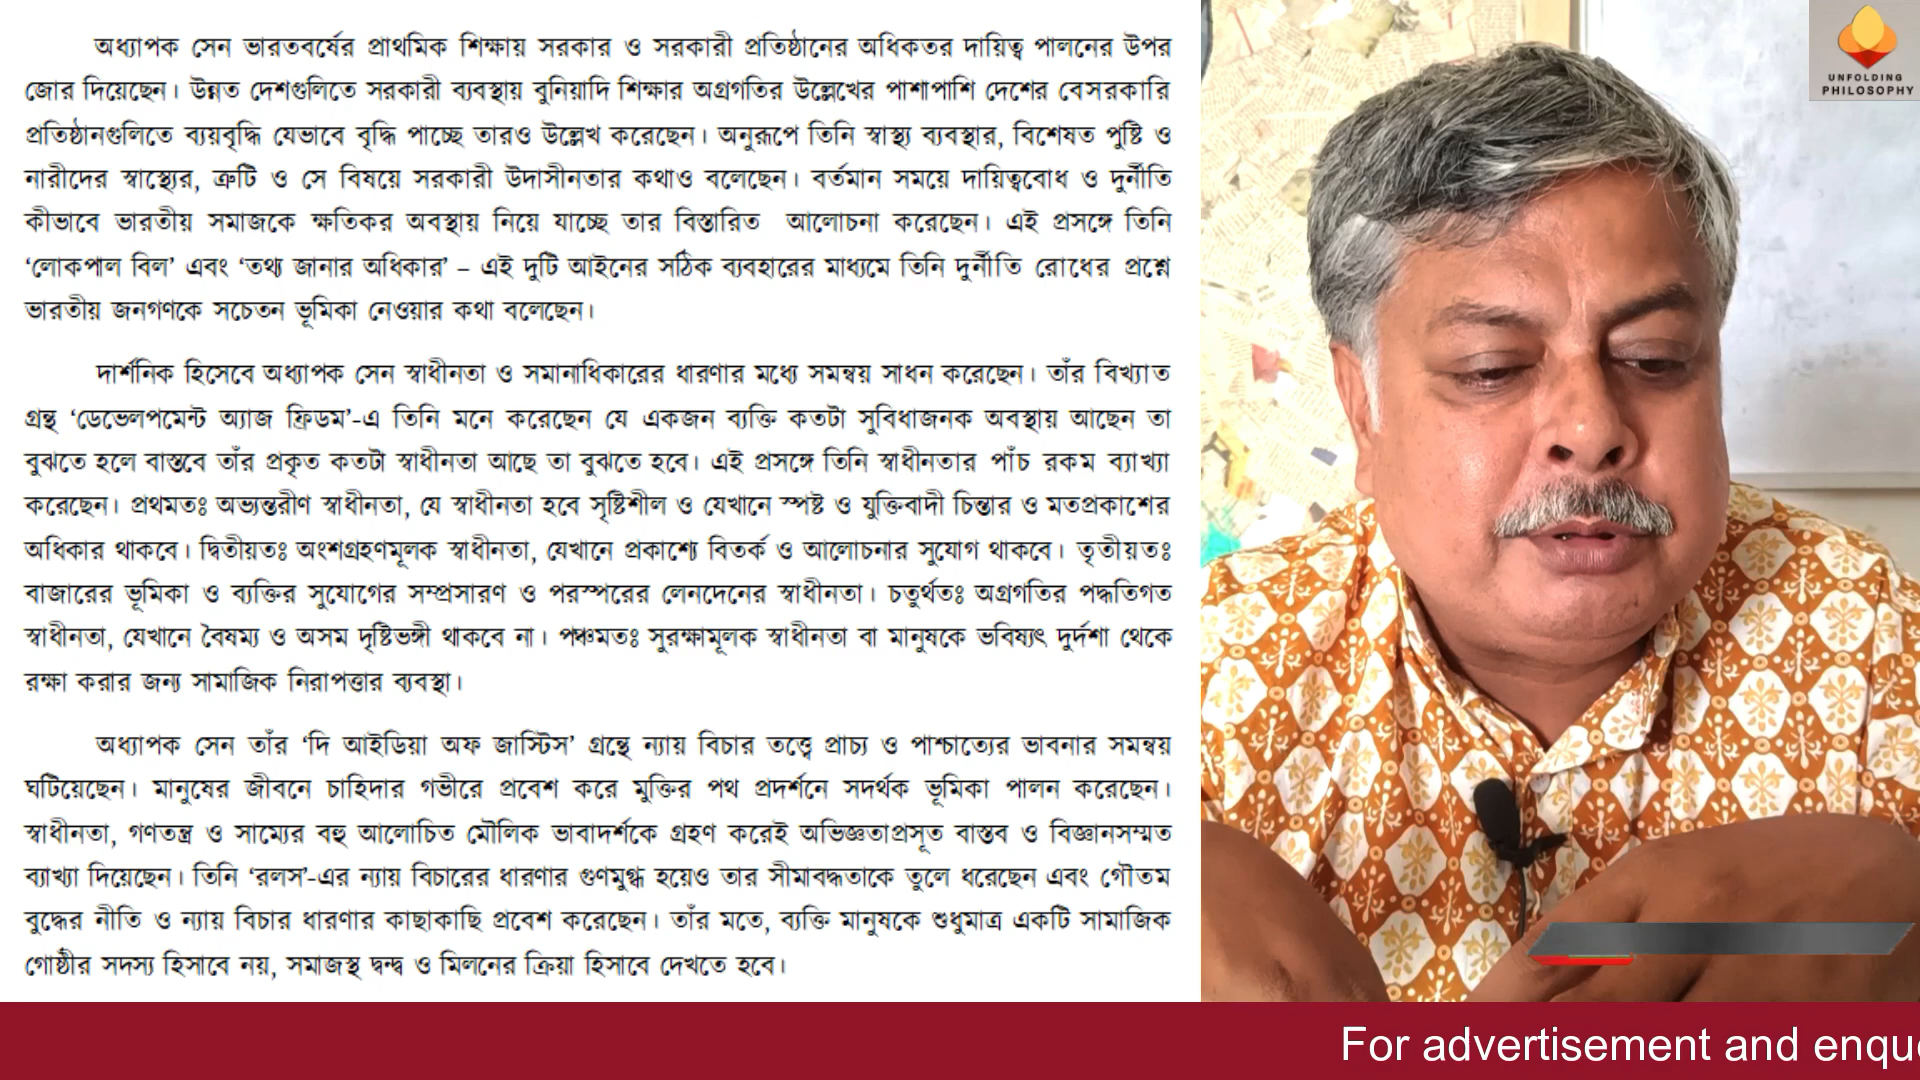 অধ্যাপক সেন ভারতবর্ষের প্রাথমিক শিক্ষায় সরকার ও সরকারী প্রতিষ্ঠানের অধিকতর দায়িত্ব পালনের উপর
জোর দিয়েছেন। উন্নত দেশগুলিতে সরকারী ব্যবস্থায় বুনিয়াদি শিক্ষার অগ্রগতির উল্লেখের পাশাপাশি দেশের বেসরকারি
প্রতিষ্ঠানগুলিতে ব্যয়বৃদ্ধি যেভাবে বৃদ্ধি পাচ্ছে তারও উল্লেখ করেছেন। অনুরূপে তিনি স্বাস্থ্য ব্যবস্থার, বিশেষত পুষ্টি ও
নারীদের স্বাস্থ্যের, ত্রুটি ও সে বিষয়ে সরকারী উদাসীনতার কথাও বলেছেন। বর্তমান সময়ে দায়িত্ববোধ ও দুর্নীতি
কীভাবে ভারতীয় সমাজকে ক্ষতিকর অবস্থায় নিয়ে যাচ্ছে তার বিস্তারিত আলোচনা করেছেন। এই প্রসঙ্গে তিনি
‘লোকপাল বিল’ এবং ‘তথ্য জানার অধিকার’ – এই দুটি আইনের সঠিক ব্যবহারের মাধ্যমে তিনি দুর্নীতি রোধের প্রশ্নে
ভারতীয় জনগণকে সচেতন ভূমিকা নেওয়ার কথা বলেছেন।
দার্শনিক হিসেবে অধ্যাপক সেন স্বাধীনতা ও সমানাধিকারের ধারণার মধ্যে সমন্বয় সাধন করেছেন। তাঁর বিখ্যাত
গ্রন্থ ‘ডেভেলপমেন্ট অ্যাজ ফ্রিডম’-এ তিনি মনে করেছেন যে একজন ব্যক্তি কতটা সুবিধাজনক অবস্থায় আছেন তা
বুঝতে হলে বাস্তবে তাঁর প্রকৃত কতটা স্বাধীনতা আছে তা বুঝতে হবে। এই প্রসঙ্গে তিনি স্বাধীনতার পাঁচ রকম ব্যাখ্যা
করেছেন। প্রথমতঃ অভ্যন্তরীণ স্বাধীনতা, যে স্বাধীনতা হবে সৃষ্টিশীল ও যেখানে স্পষ্ট ও যুক্তিবাদী চিন্তার ও মতপ্রকাশের
অধিকার থাকবে। দ্বিতীয়তঃ অংশগ্রহণমূলক স্বাধীনতা, যেখানে প্রকাশ্যে বিতর্ক ও আলোচনার সুযোগ থাকবে। তৃতীয়তঃ
বাজারের ভূমিকা ও ব্যক্তির সুযোগের সম্প্রসারণ ও পরস্পরের লেনদেনের স্বাধীনতা। চতুর্থতঃ অগ্রগতির পদ্ধতিগত
স্বাধীনতা, যেখানে বৈষম্য ও অসম দৃষ্টিভঙ্গী থাকবে না। পঞ্চমতঃ সুরক্ষামূলক স্বাধীনতা বা মানুষকে ভবিষ্যৎ দুর্দশা থেকে
রক্ষা করার জন্য সামাজিক নিরাপত্তার ব্যবস্থা।
অধ্যাপক সেন তাঁর ‘দি আইডিয়া অফ জাস্টিস’ গ্রন্থে ন্যায় বিচার তত্ত্বে প্রাচ্য ও পাশ্চাত্যের ভাবনার সমন্বয়
ঘটিয়েছেন। মানুষের জীবনে চাহিদার গভীরে প্রবেশ করে মুক্তির পথ প্রদর্শনে সদর্থক ভূমিকা পালন করেছেন।
স্বাধীনতা, গণতন্ত্র ও সাম্যের বহু আলোচিত মৌলিক ভাবাদর্শকে গ্রহণ করেই অভিজ্ঞতাপ্রসূত বাস্তব ও বিজ্ঞানসম্মত
ব্যাখ্যা দিয়েছেন। তিনি ‘রলস’-এর ন্যায় বিচারের ধারণার গুণমুগ্ধ হয়েও তার সীমাবদ্ধতাকে তুলে ধরেছেন এবং গৌতম
বুদ্ধের নীতি ও ন্যায় বিচার ধারণার কাছাকাছি প্রবেশ করেছেন। তাঁর মতে, ব্যক্তি মানুষকে শুধুমাত্র একটি সামাজিক
গোষ্ঠীর সদস্য হিসাবে নয়, সমাজস্থ দ্বন্দ্ব ও মিলনের ক্রিয়া হিসাবে দেখতে হবে।
UNFOLDING
PHILOSOPHY
For advertisement and enqu